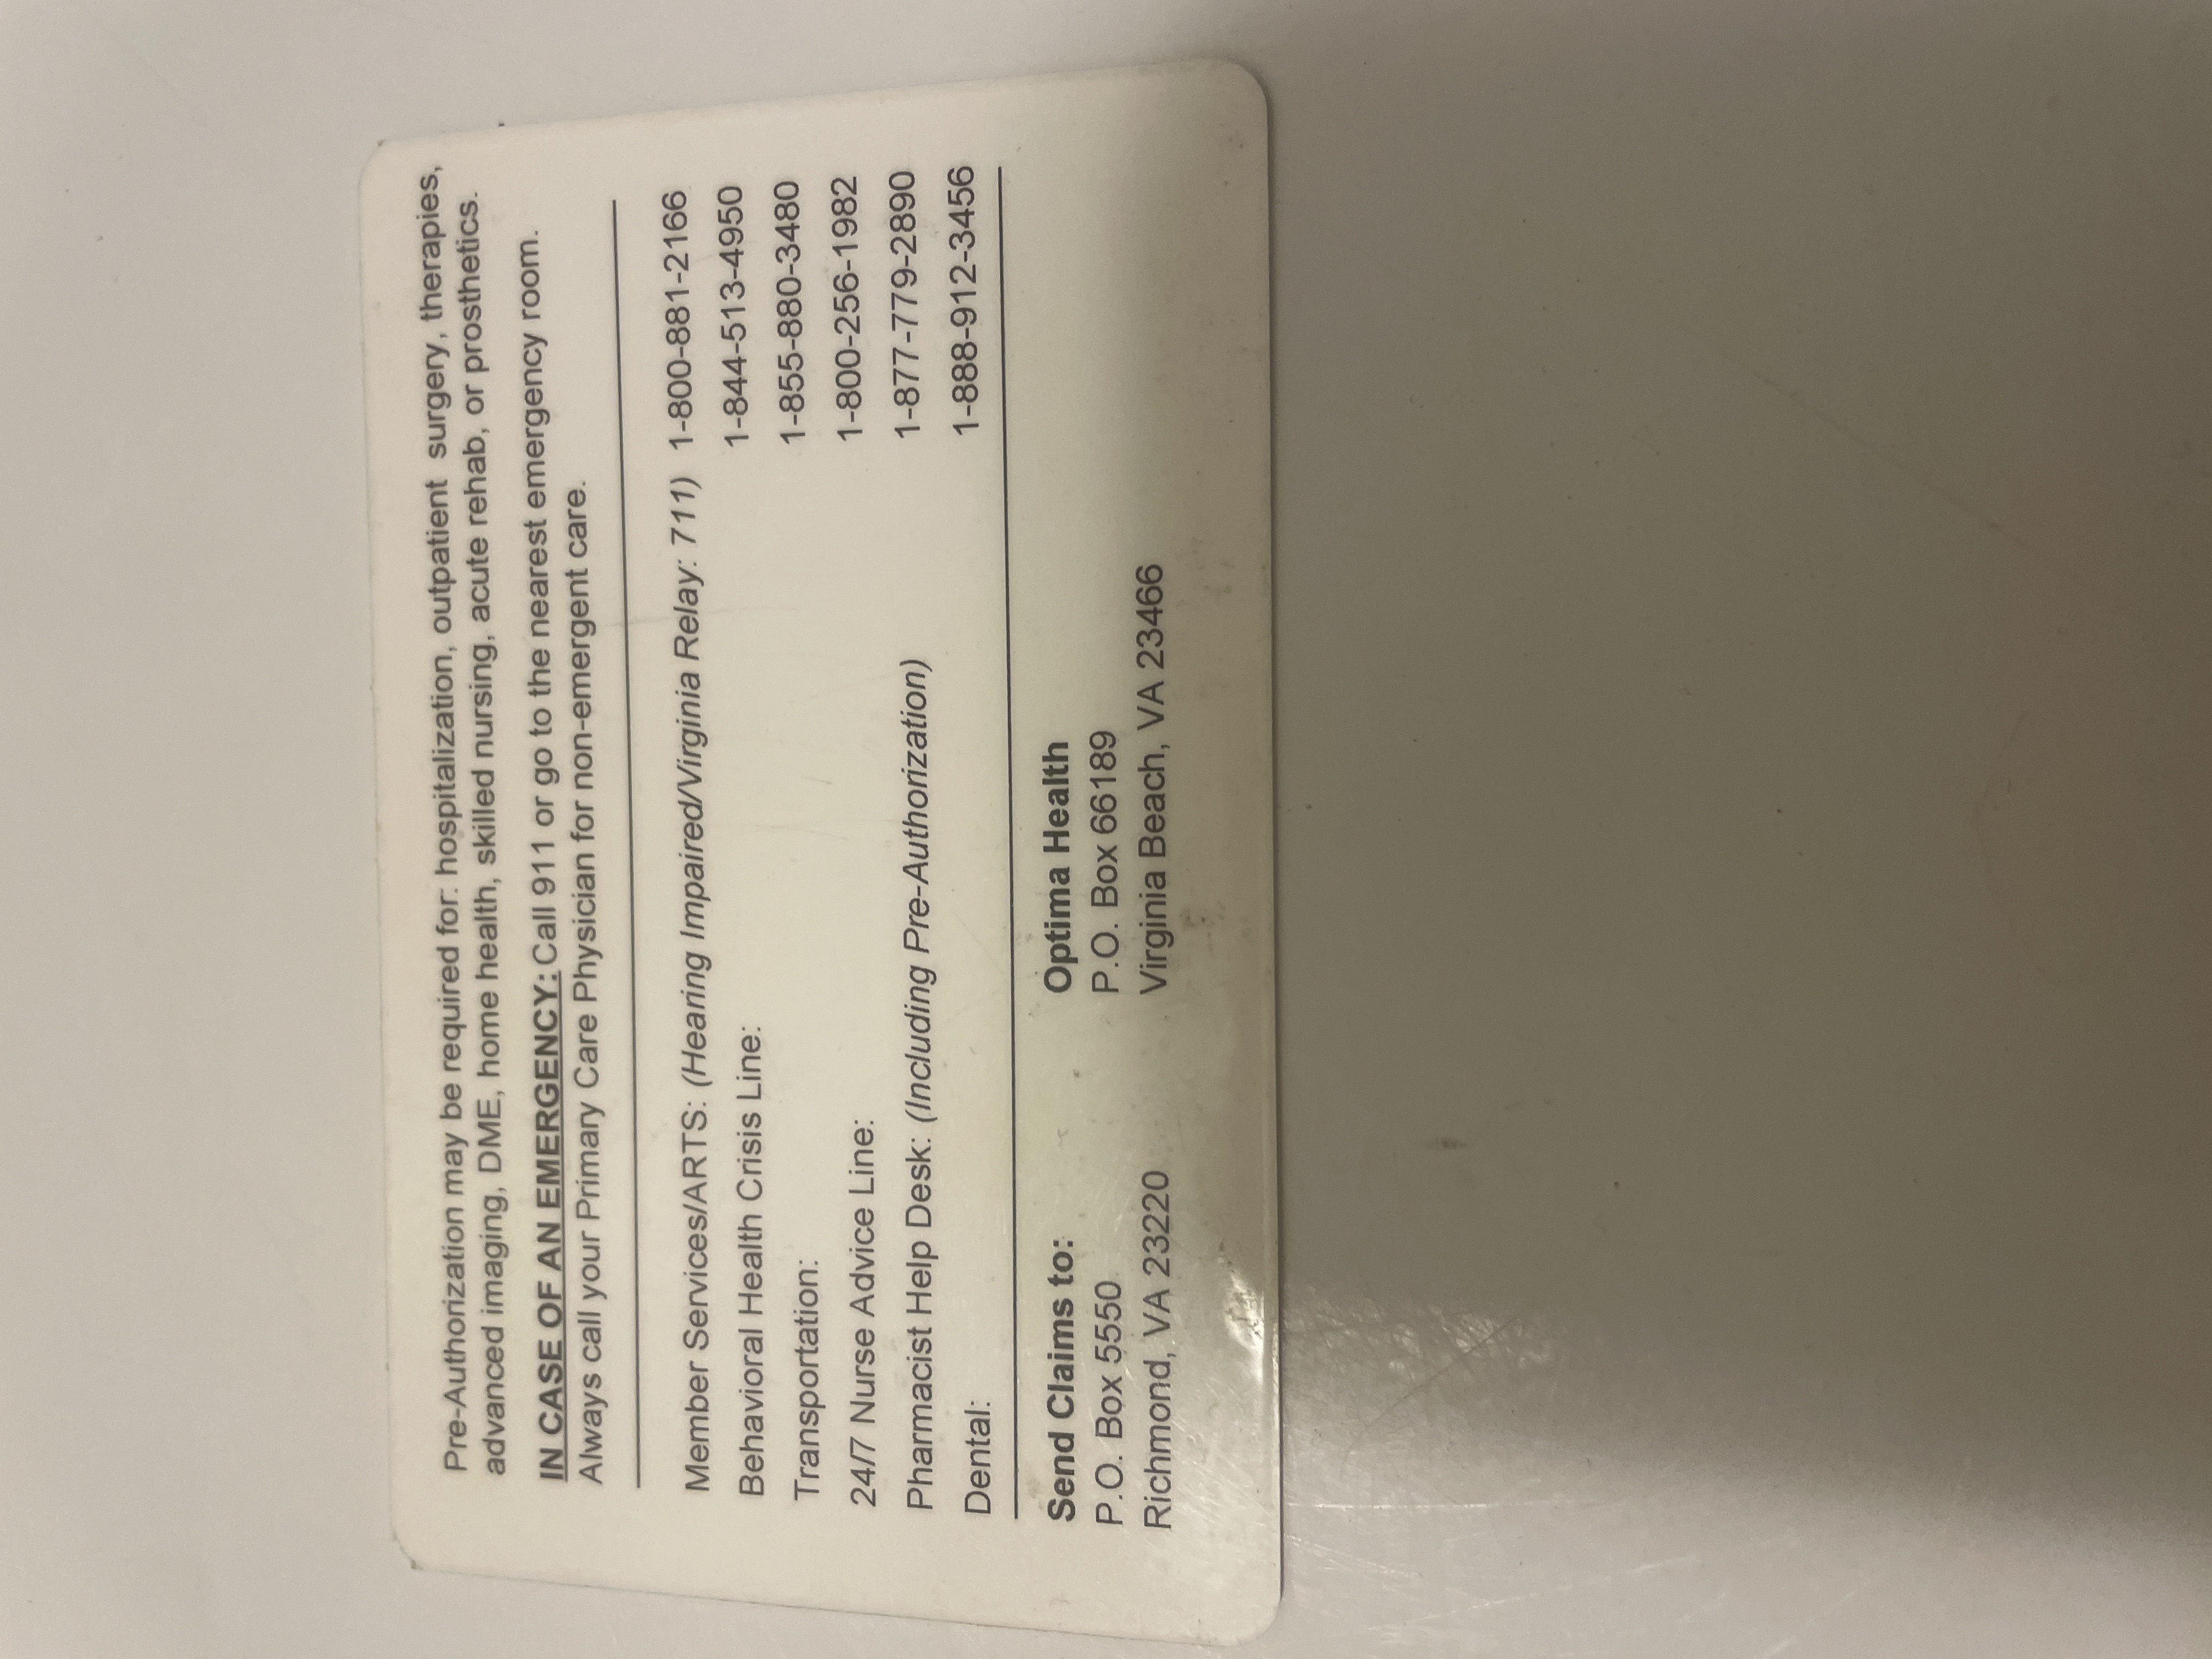 Pre-Authorization may be required for: hospitalization, outpatient surgery, therapies,
advanced imaging, DME, home health, skilled nursing, acute rehab, or prosthetics.
IN CASE OF AN EMERGENCY: Call 911 or go to the nearest emergency room.
Always call your Primary Care Physician for non-emergent care.
Member Services/ARTS: (Hearing Impaired/Virginia Relay: 711) 1-800-881-2166
Behavioral Health Crisis Line: 1-844-513-4950
Transportation: 1-855-880-3480
24/7 Nurse Advice Line: 1-800-256-1982
Pharmacist Help Desk: (Including Pre-Authorization) 1-877-779-2890
Dental: 1-888-912-3456
Send Claims to:
P.O. Box 5550
Richmond, VA 23220
Optima Health
P.O. Box 66189
Virginia Beach, VA 23466